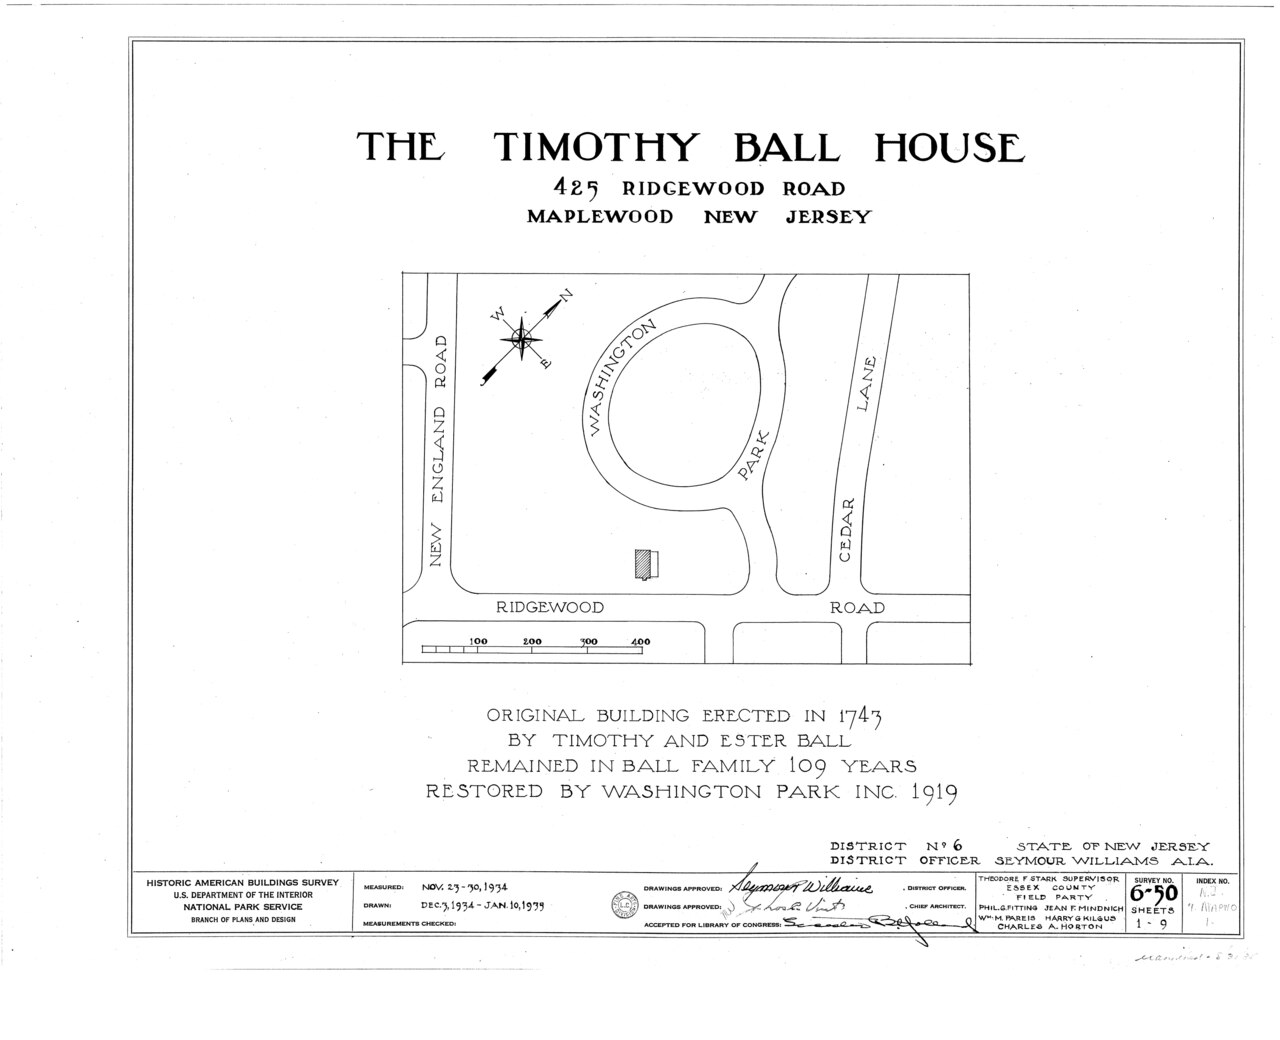 THE TIMOTHY BALL HOUSE
425 RIDGEWOOD ROAD
MAPLEWOOD NEW JERSEY
N
W
E
WASHINGTON
PARK
NEW ENGLAND ROAD
CEDAR LANE
RIDGEWOOD ROAD
100 200 300 400
ORIGINAL BUILDING ERECTED IN 1743
BY TIMOTHY AND ESTER BALL
REMAINED IN BALL FAMILY 109 YEARS
RESTORED BY WASHINGTON PARK INC. 1919
DISTRICT Nº 6 STATE OF NEW JERSEY
DISTRICT OFFICER SEYMOUR WILLIAMS A.I.A.
HISTORIC AMERICAN BUILDINGS SURVEY
U.S. DEPARTMENT OF THE INTERIOR
NATIONAL PARK SERVICE
BRANCH OF PLANS AND DESIGN
MEASURED: NOV. 23-30, 1934
DRAWN: DEC. 3, 1934 - JAN. 10, 1935
MEASUREMENTS CHECKED:
DRAWINGS APPROVED: Seymour Williams, DISTRICT OFFICER.
DRAWINGS APPROVED: , CHIEF ARCHITECT.
ACCEPTED FOR LIBRARY OF CONGRESS:
THEODORE F STARK SUPERVISOR
ESSEX COUNTY
FIELD PARTY
PHIL.G.FITTING JEAN F. MINDNICH
WM. M. PAREIS HARRY G KILGUS
CHARLES A. HORTON
SURVEY NO.
6-50
SHEETS
1 - 9
INDEX NO.